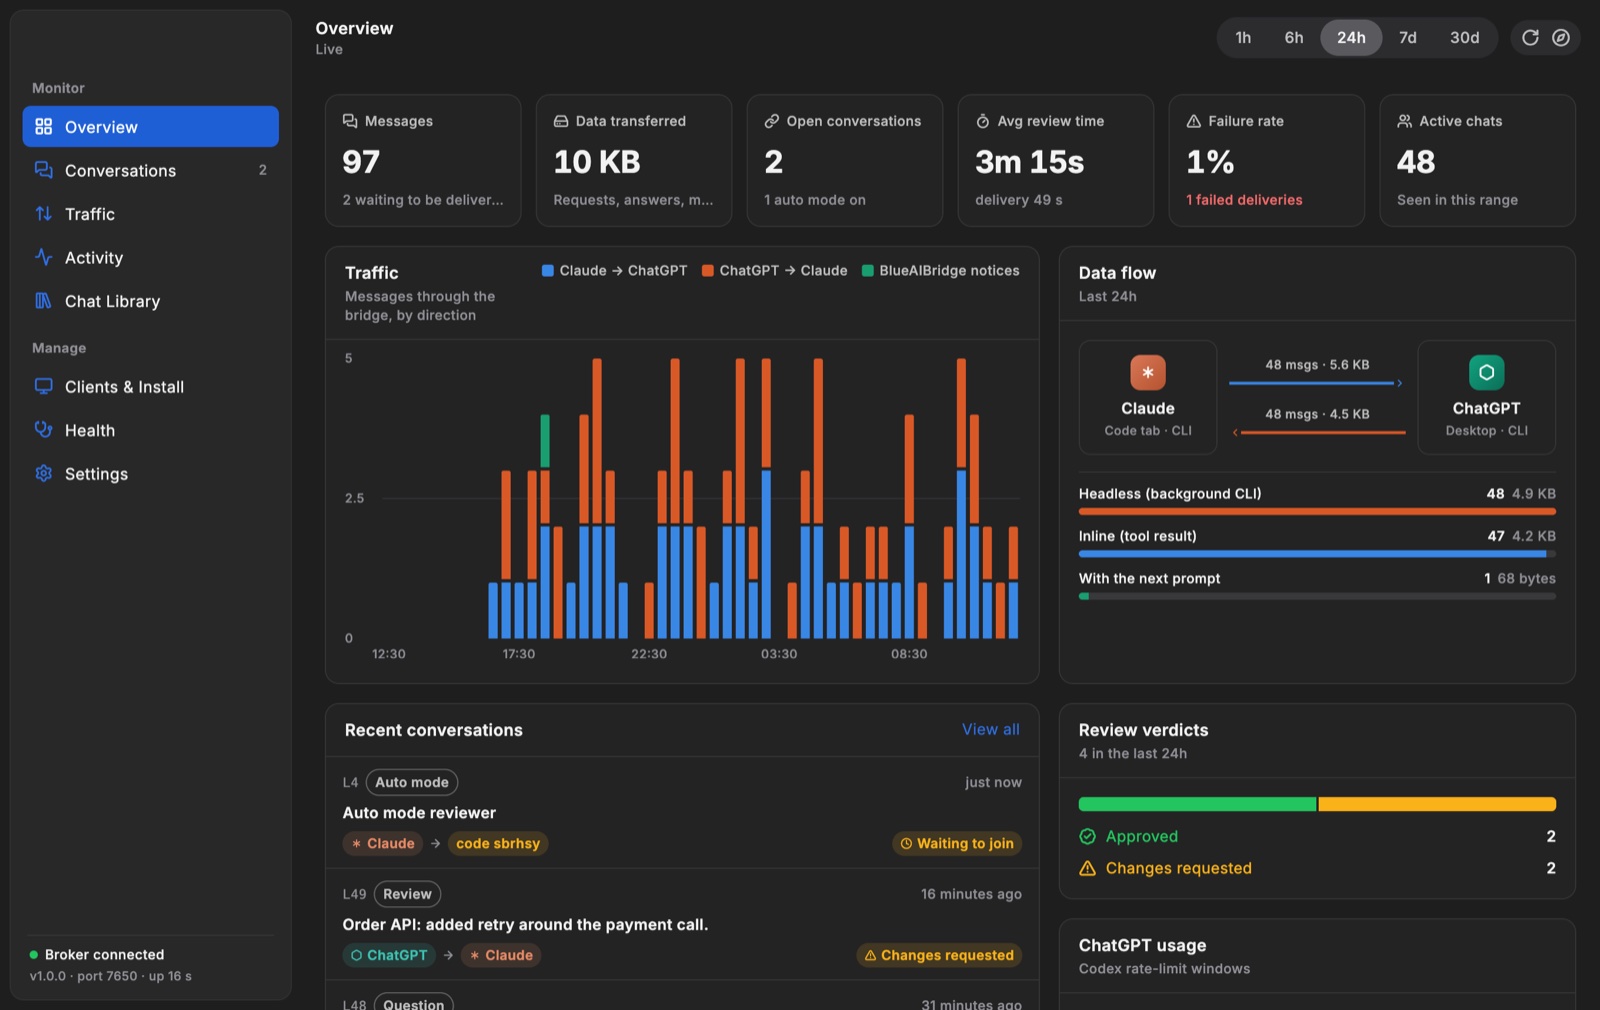 Monitor
Overview
Conversations 2
Traffic
Activity
Chat Library
Manage
Clients & Install
Health
Settings
Broker connected
v1.0.0 · port 7650 · up 16 s
Overview
Live
1h 6h 24h 7d 30d
Messages
97
2 waiting to be deliver...
Data transferred
10 KB
Requests, answers, m...
Open conversations
2
1 auto mode on
Avg review time
3m 15s
delivery 49 s
Failure rate
1%
1 failed deliveries
Active chats
48
Seen in this range
Traffic
Messages through the
bridge, by direction
Claude → ChatGPT ChatGPT → Claude BlueAIBridge notices
5
2.5
0
12:30 17:30 22:30 03:30 08:30
Data flow
Last 24h
Claude
Code tab · CLI
48 msgs · 5.6 KB
48 msgs · 4.5 KB
ChatGPT
Desktop · CLI
Headless (background CLI) 48 4.9 KB
Inline (tool result) 47 4.2 KB
With the next prompt 1 68 bytes
Recent conversations View all
L4 Auto mode just now
Auto mode reviewer
Claude → code sbrhsy Waiting to join
L49 Review 16 minutes ago
Order API: added retry around the payment call.
ChatGPT → Claude Changes requested
L48 Question 31 minutes ago
Review verdicts
4 in the last 24h
Approved 2
Changes requested 2
ChatGPT usage
Codex rate-limit windows